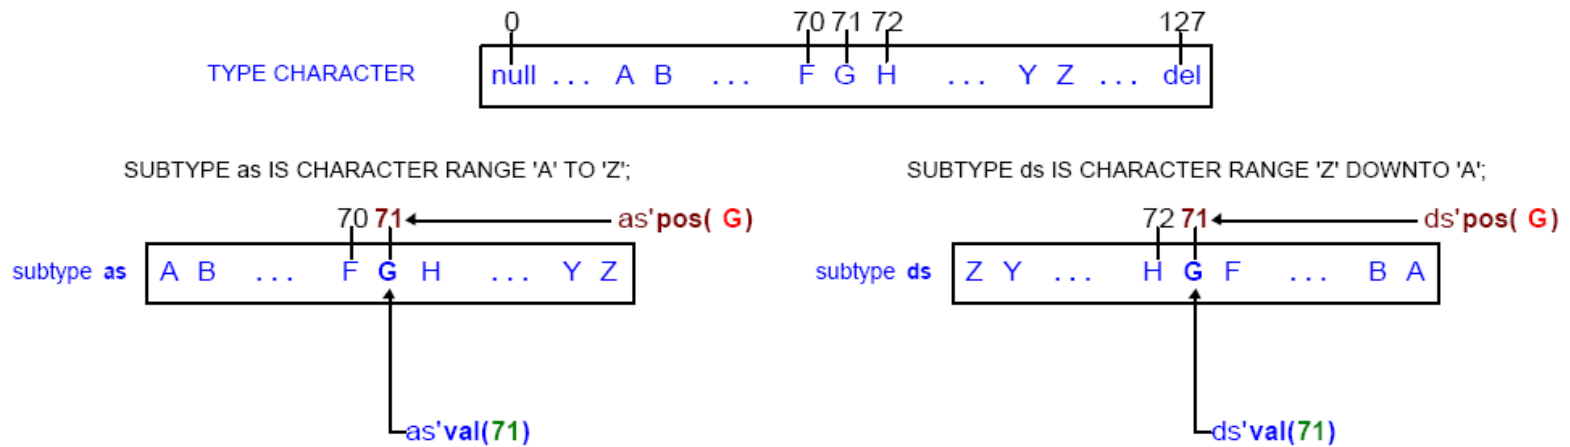 0 70 71 72 127
TYPE CHARACTER null ... A B ... F G H ... Y Z ... del
SUBTYPE as IS CHARACTER RANGE 'A' TO 'Z';
70 71 as'pos( G)
subtype as A B ... F G H ... Y Z
as'val(71)
SUBTYPE ds IS CHARACTER RANGE 'Z' DOWNTO 'A';
72 71 ds'pos( G)
subtype ds Z Y ... H G F ... B A
ds'val(71)